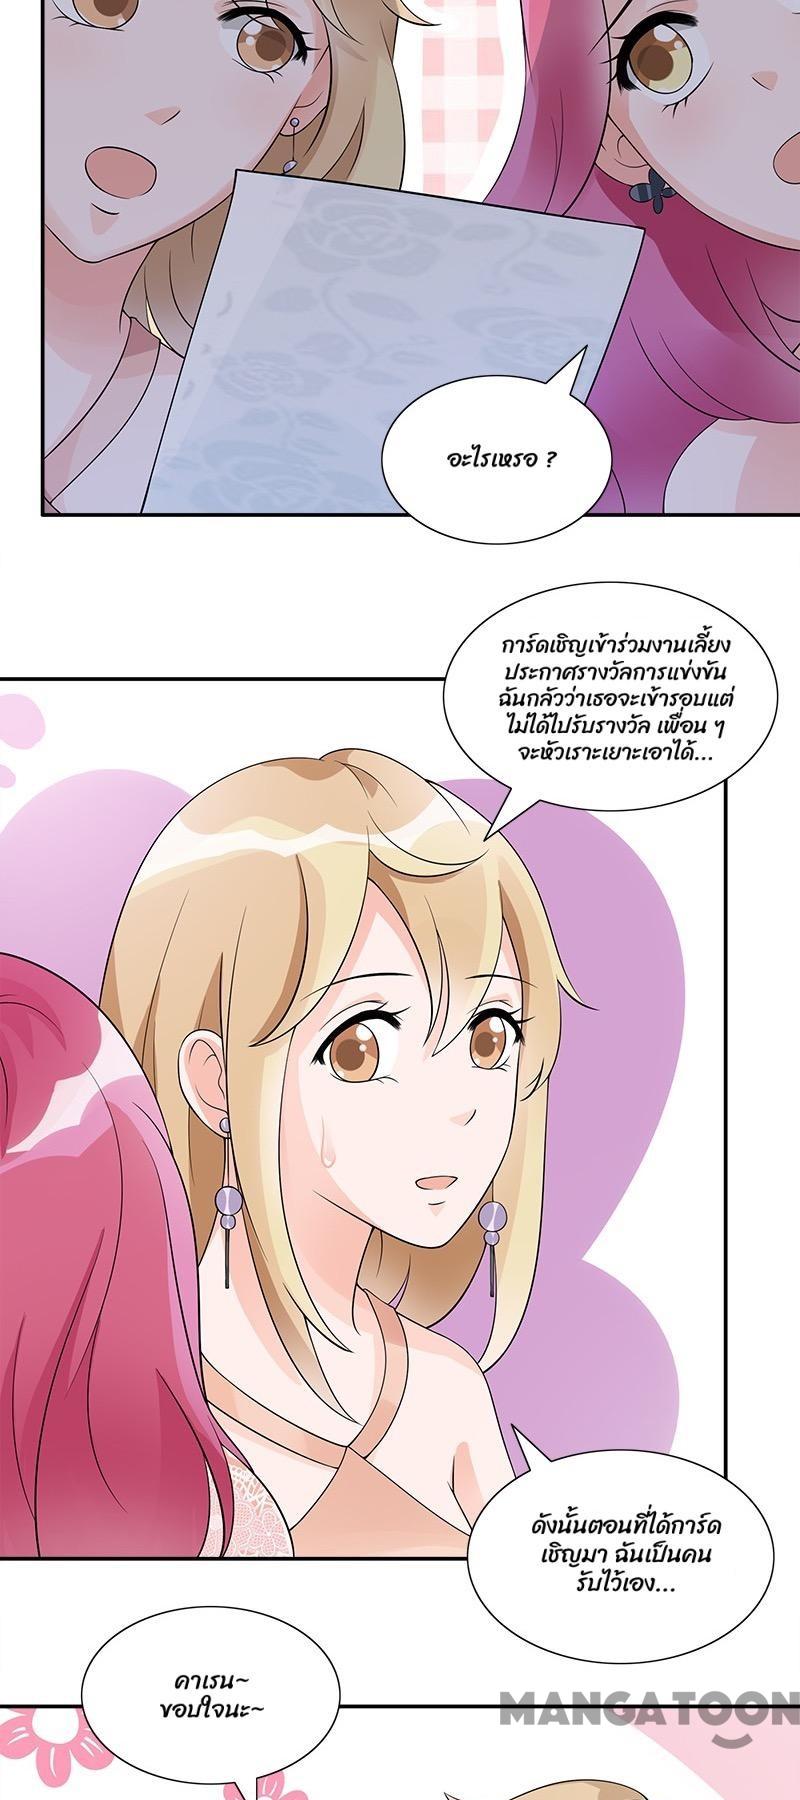 อะไรเหรอ ?
การ์ดเชิญเข้าร่วมงานเลี้ยง
ประกาศรางวัลการแข่งขัน
ฉันกลัวว่าเธอจะเข้ารอบแต่
ไม่ได้ไปรับรางวัล เพื่อน ๆ
จะหัวเราะเยาะเอาได้...
ดังนั้นตอนที่ได้การ์ด
เชิญมา ฉันเป็นคน
รับไว้เอง...
คาเรน~
ขอบใจนะ~
MANGATOON